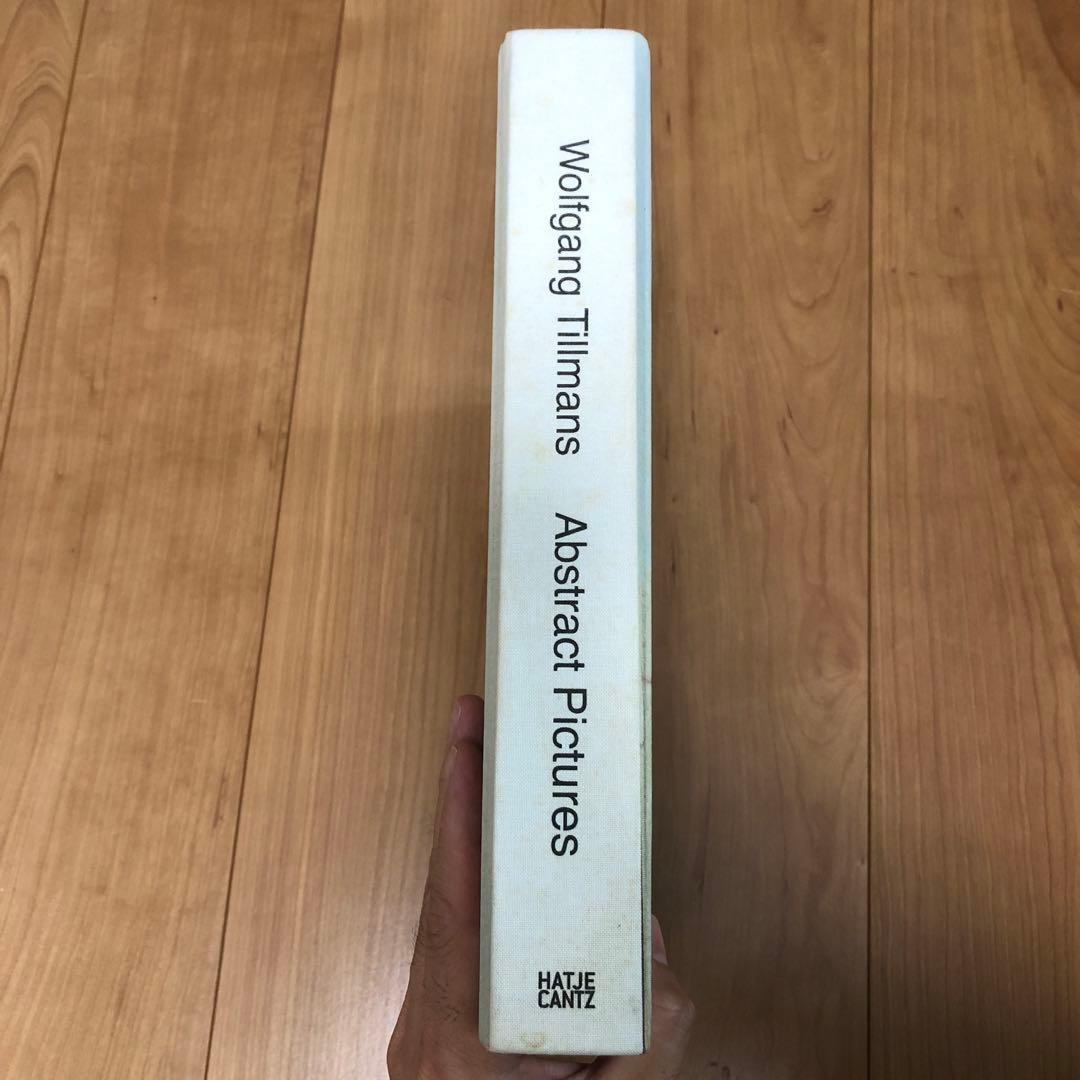 Wolfgang Tillmans Abstract Pictures
HATJE
CANTZ